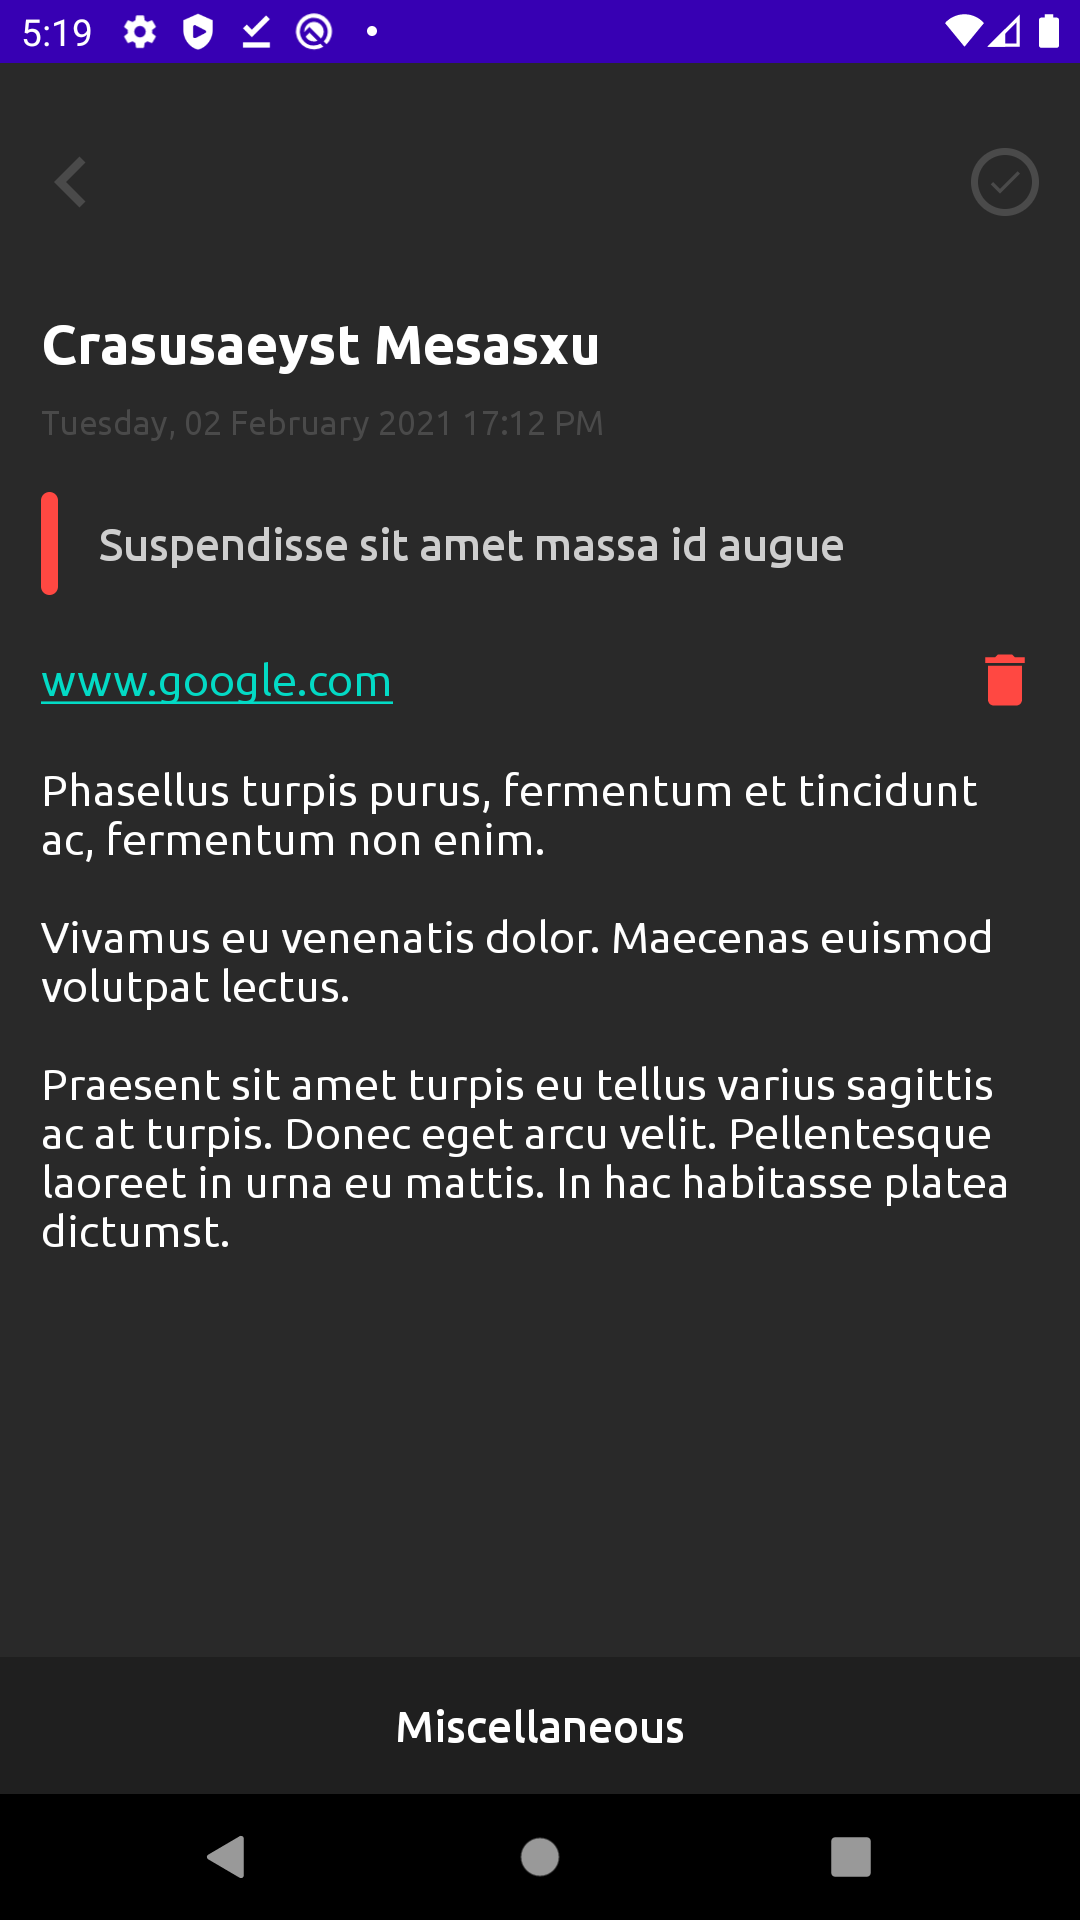 5:19
Crasusaeyst Mesasxu
Tuesday, 02 February 2021 17:12 PM
Suspendisse sit amet massa id augue
www.google.com
Phasellus turpis purus, fermentum et tincidunt
ac, fermentum non enim.
Vivamus eu venenatis dolor. Maecenas euismod
volutpat lectus.
Praesent sit amet turpis eu tellus varius sagittis
ac at turpis. Donec eget arcu velit. Pellentesque
laoreet in urna eu mattis. In hac habitasse platea
dictumst.
Miscellaneous